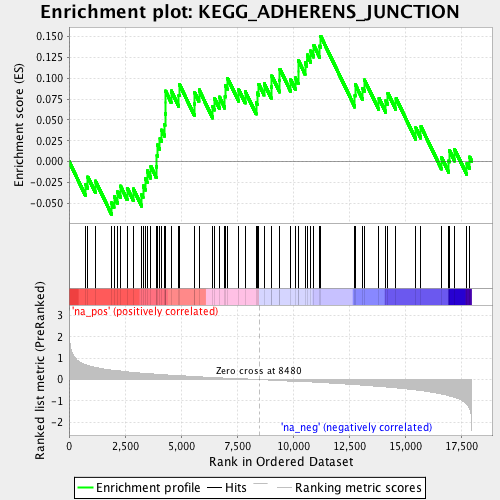 Enrichment plot: KEGG_ADHERENS_JUNCTION
Enrichment score (ES)
0.150
0.125
0.100
0.075
0.050
0.025
0.000
-0.025
-0.050
'na_pos' (positively correlated)
Ranked list metric (PreRanked)
3
2
1
0
-1
-2
Zero cross at 8480
'na_neg' (negatively correlated)
0
2,500
5,000
7,500
10,000
12,500
15,000
17,500
Rank in Ordered Dataset
Enrichment profile
Hits
Ranking metric scores